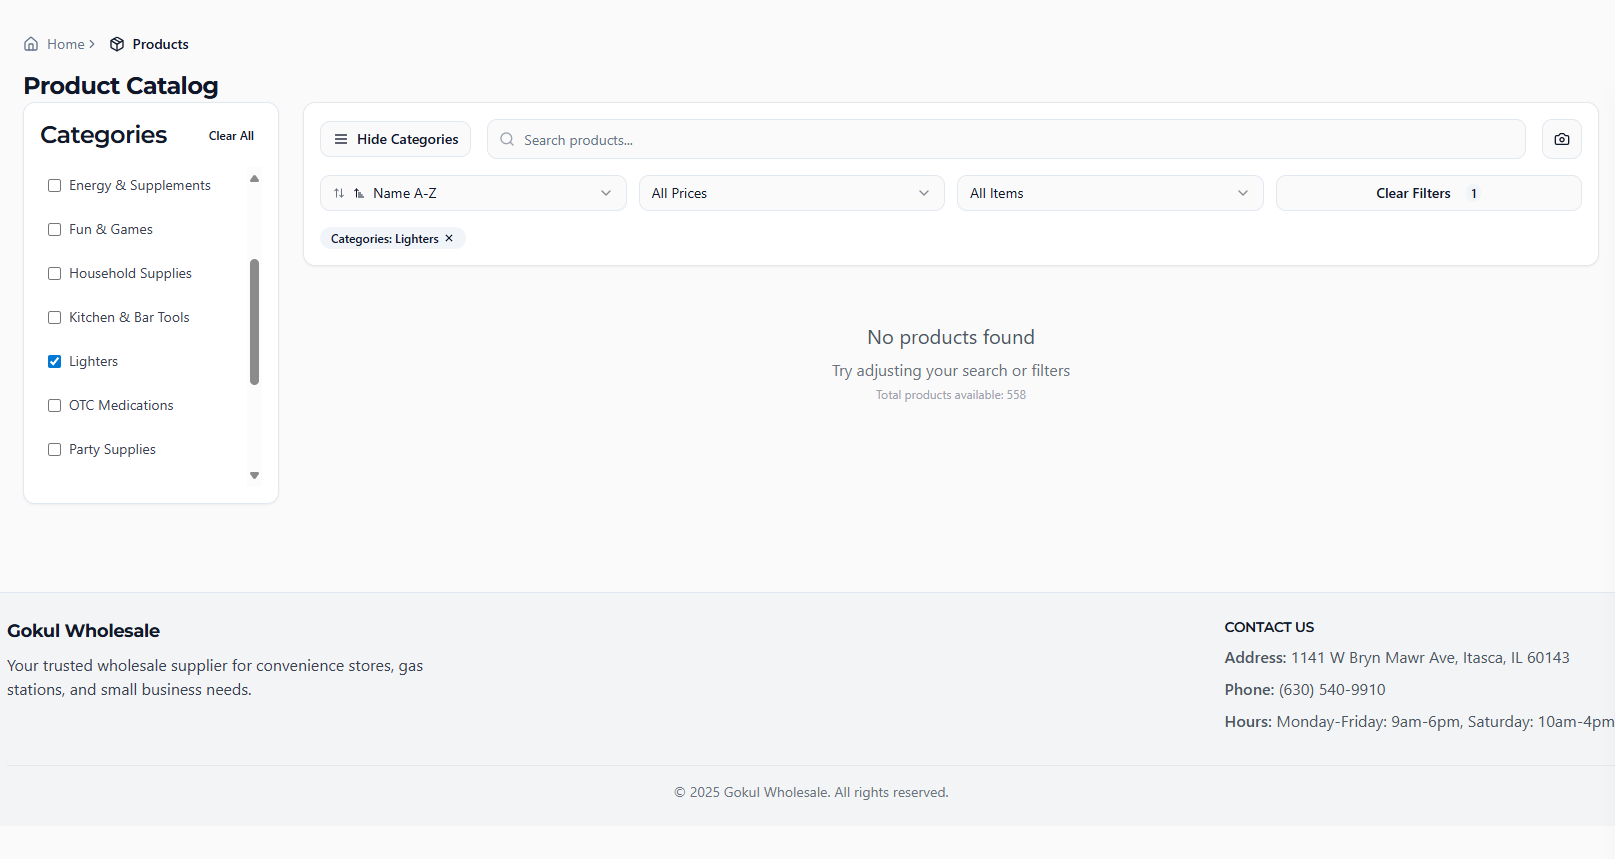 Home > Products
Product Catalog
Categories
Clear All
Energy & Supplements
Fun & Games
Household Supplies
Kitchen & Bar Tools
Lighters
OTC Medications
Party Supplies
Hide Categories
Search products...
Name A-Z
All Prices
All Items
Clear Filters 1
Categories: Lighters ✕
No products found
Try adjusting your search or filters
Total products available: 558
Gokul Wholesale
Your trusted wholesale supplier for convenience stores, gas
stations, and small business needs.
CONTACT US
Address: 1141 W Bryn Mawr Ave, Itasca, IL 60143
Phone: (630) 540-9910
Hours: Monday-Friday: 9am-6pm, Saturday: 10am-4pm
© 2025 Gokul Wholesale. All rights reserved.